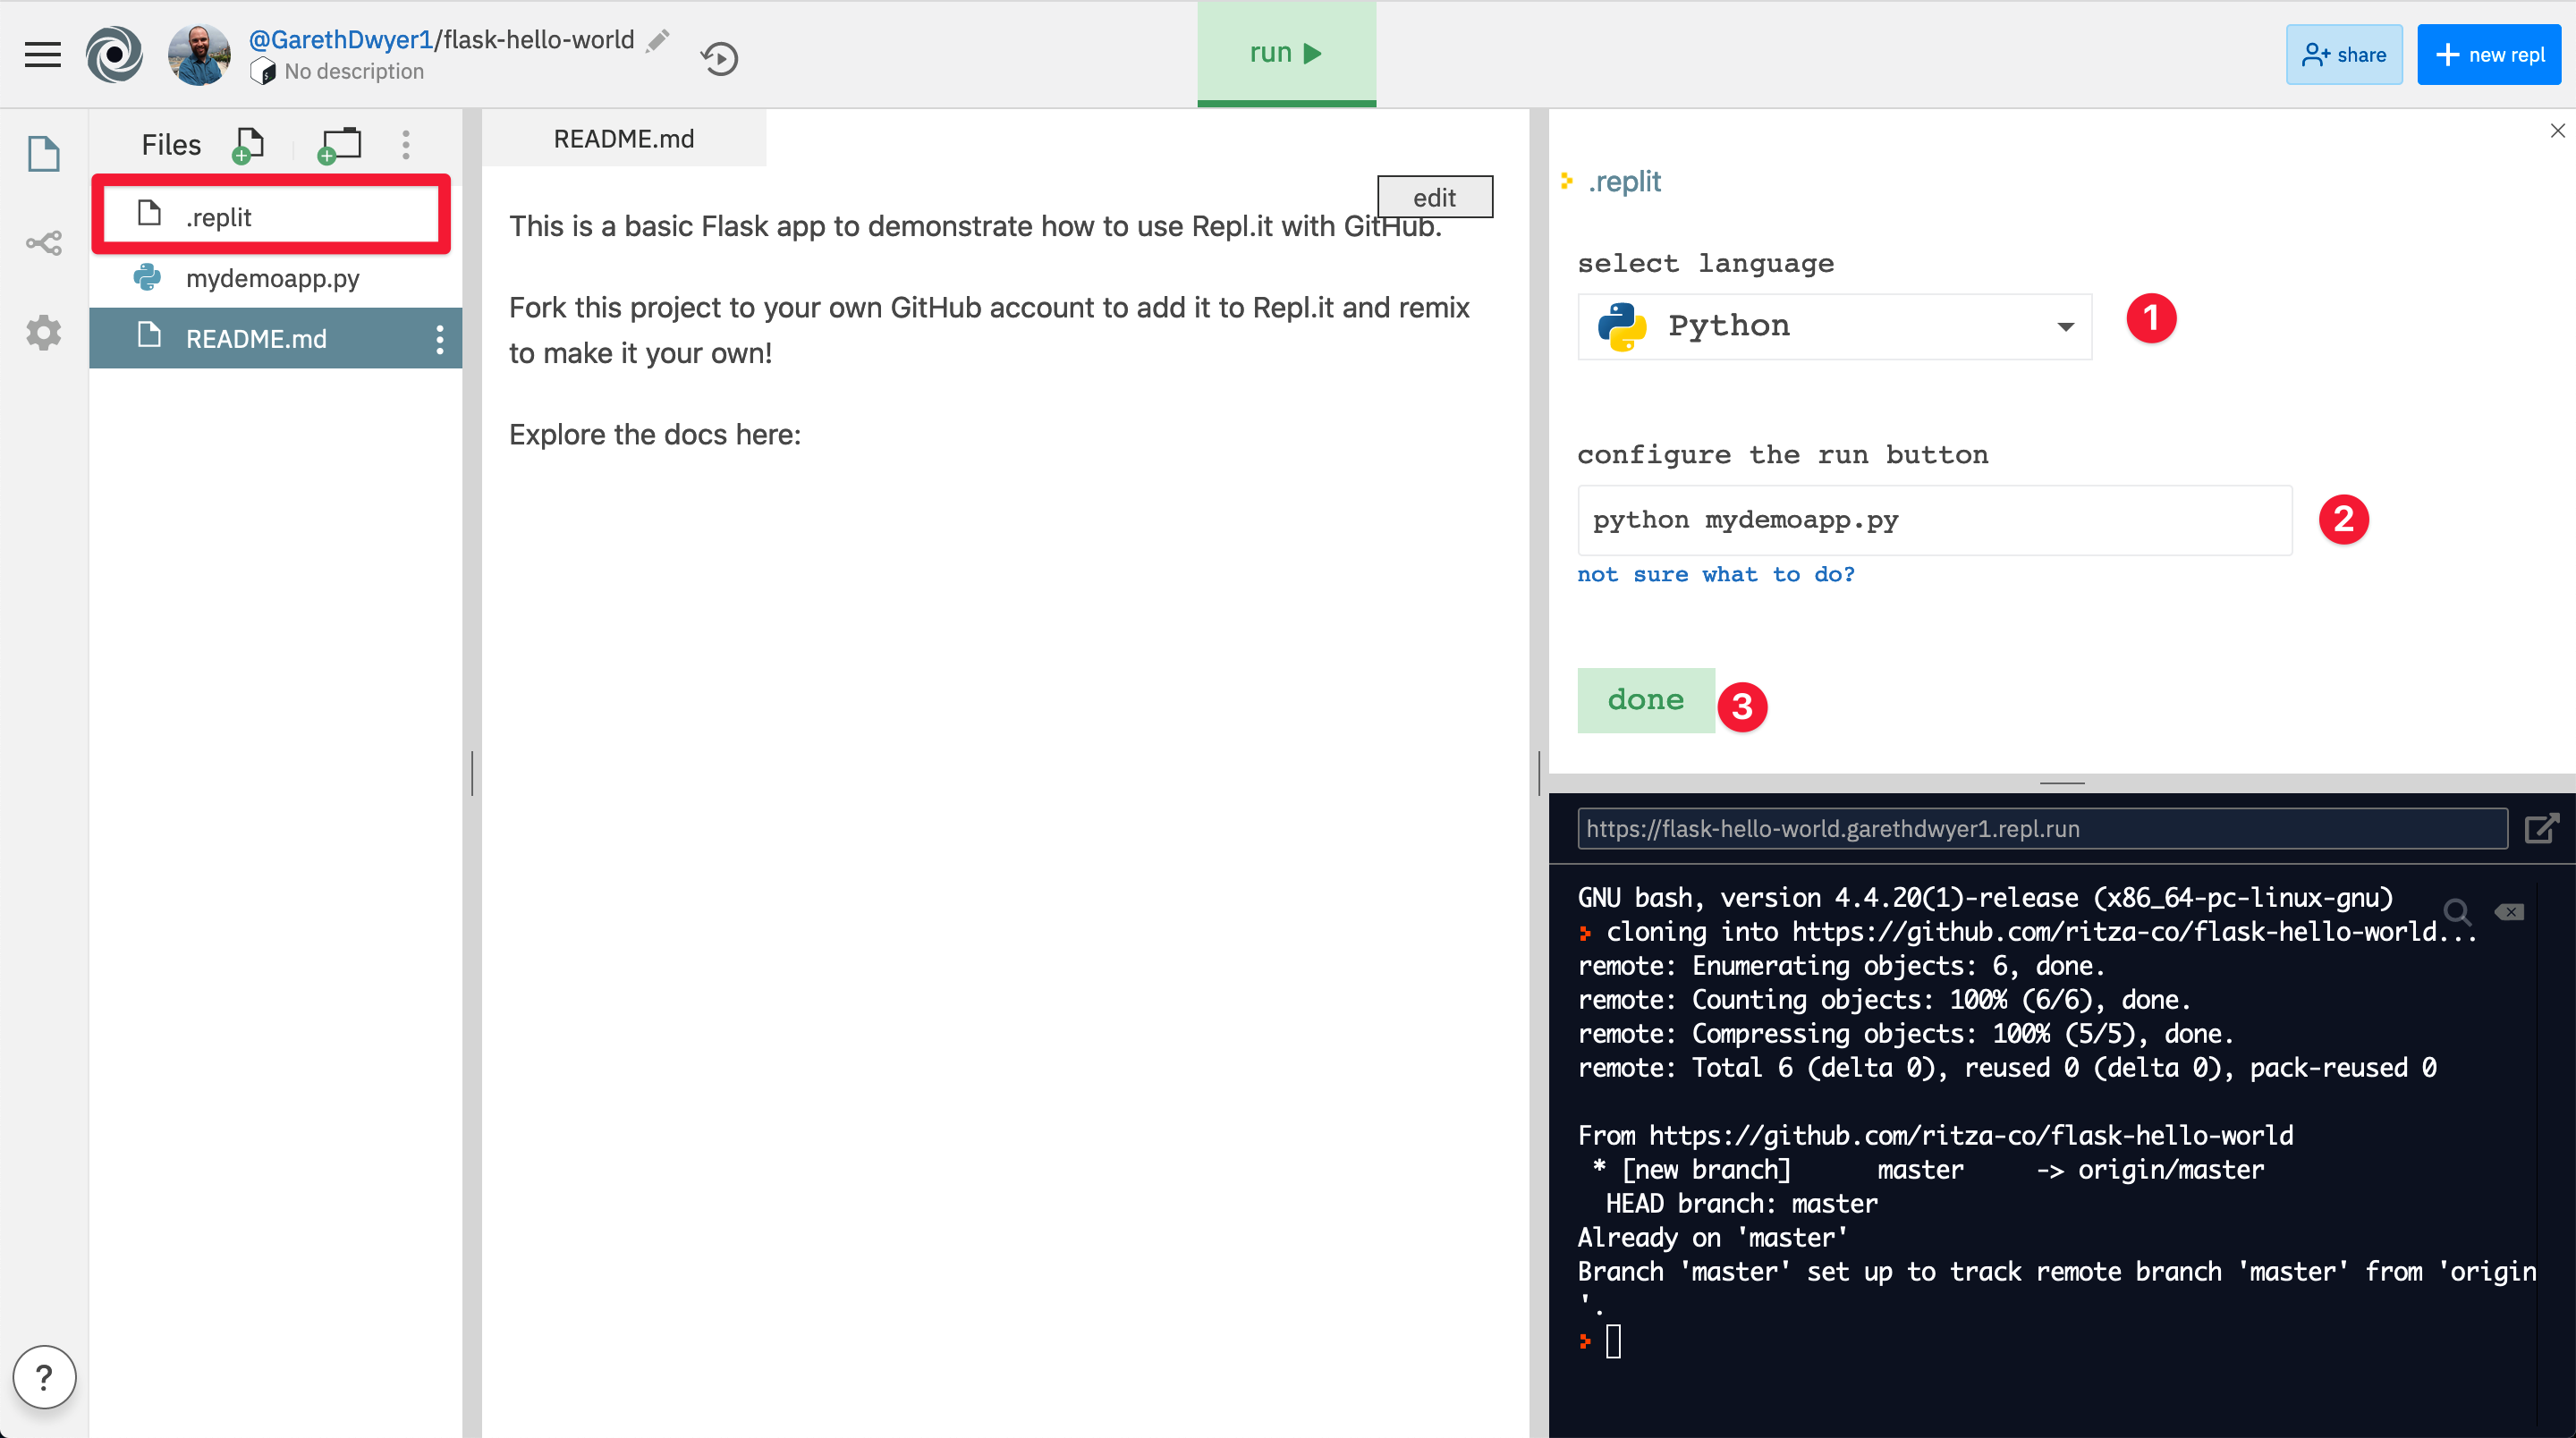 @GarethDwyer1/flask-hello-world
No description
run
share
+ new repl
Files
.replit
mydemoapp.py
README.md
README.md
edit
This is a basic Flask app to demonstrate how to use Repl.it with GitHub.
Fork this project to your own GitHub account to add it to Repl.it and remix
to make it your own!
Explore the docs here:
.replit
select language
Python
1
configure the run button
python mydemoapp.py
2
not sure what to do?
done
3
https://flask-hello-world.garethdwyer1.repl.run
GNU bash, version 4.4.20(1)-release (x86_64-pc-linux-gnu)
cloning into https://github.com/ritza-co/flask-hello-world...
remote: Enumerating objects: 6, done.
remote: Counting objects: 100% (6/6), done.
remote: Compressing objects: 100% (5/5), done.
remote: Total 6 (delta 0), reused 0 (delta 0), pack-reused 0
From https://github.com/ritza-co/flask-hello-world
* [new branch] master -> origin/master
HEAD branch: master
Already on 'master'
Branch 'master' set up to track remote branch 'master' from 'origin
'.
?